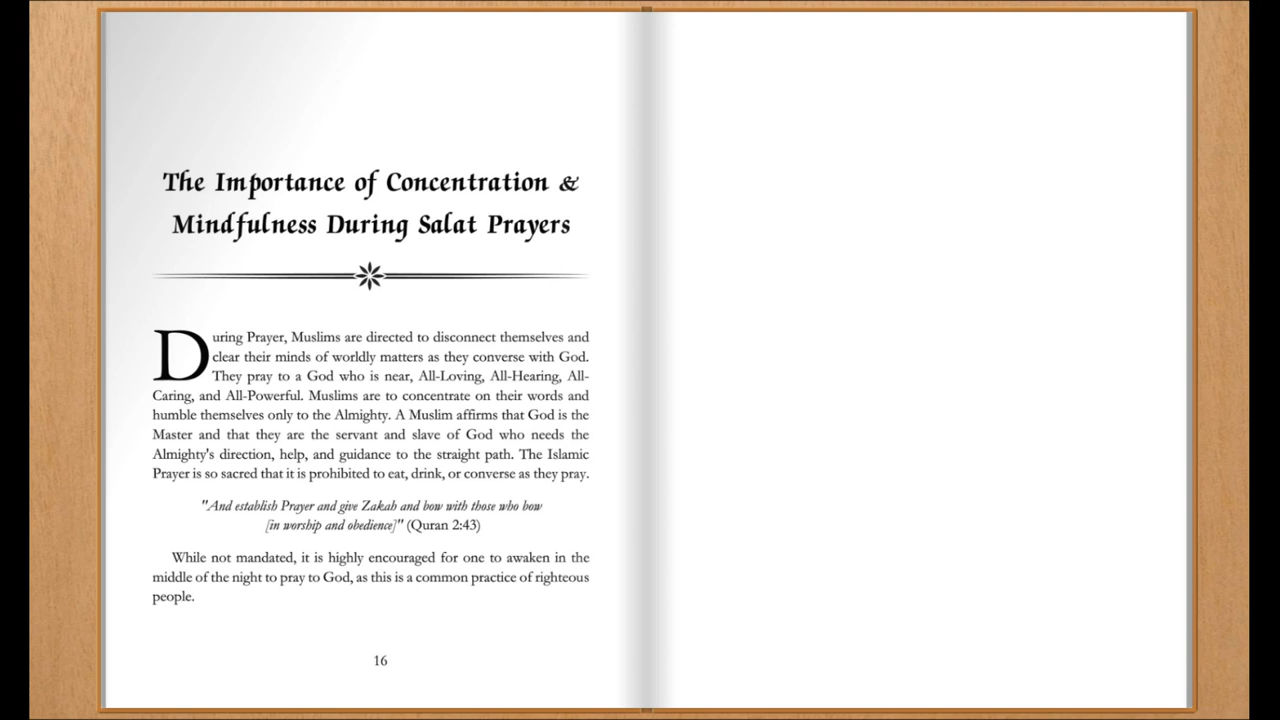 The Importance of Concentration &
Mindfulness During Salat Prayers
During Prayer, Muslims are directed to disconnect themselves and
clear their minds of worldly matters as they converse with God.
They pray to a God who is near, All-Loving, All-Hearing, All-
Caring, and All-Powerful. Muslims are to concentrate on their words and
humble themselves only to the Almighty. A Muslim affirms that God is the
Master and that they are the servant and slave of God who needs the
Almighty's direction, help, and guidance to the straight path. The Islamic
Prayer is so sacred that it is prohibited to eat, drink, or converse as they pray.
"And establish Prayer and give Zakah and bow with those who bow
[in worship and obedience]" (Quran 2:43)
While not mandated, it is highly encouraged for one to awaken in the
middle of the night to pray to God, as this is a common practice of righteous
people.
16